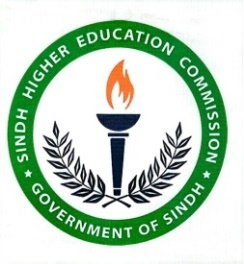 SINDH HIGHER EDUCATION COMMISSION
GOVERNMENT OF SINDH